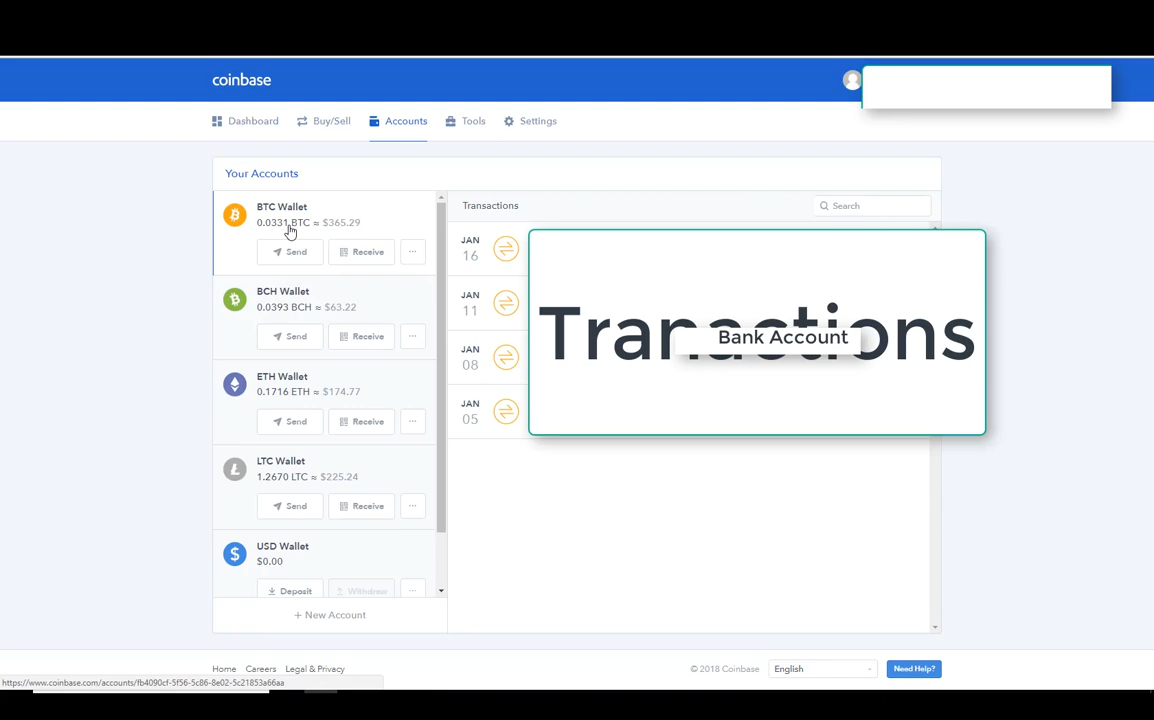 coinbase
Dashboard Buy/Sell Accounts Tools Settings
Your Accounts
BTC Wallet
0.0331 BTC ≈ $365.29
Send Receive ...
BCH Wallet
0.0393 BCH ≈ $63.22
Send Receive ...
ETH Wallet
0.1716 ETH ≈ $174.77
Send Receive ...
LTC Wallet
1.2670 LTC ≈ $225.24
Send Receive ...
USD Wallet
$0.00
Deposit Withdraw ...
+ New Account
Transactions Search
JAN
16
JAN
11
JAN
08
JAN
05
Bank Account
Home Careers Legal & Privacy
© 2018 Coinbase English Need Help?
https://www.coinbase.com/accounts/fb4090cf-5f56-5c86-8e02-5c21853a66aa